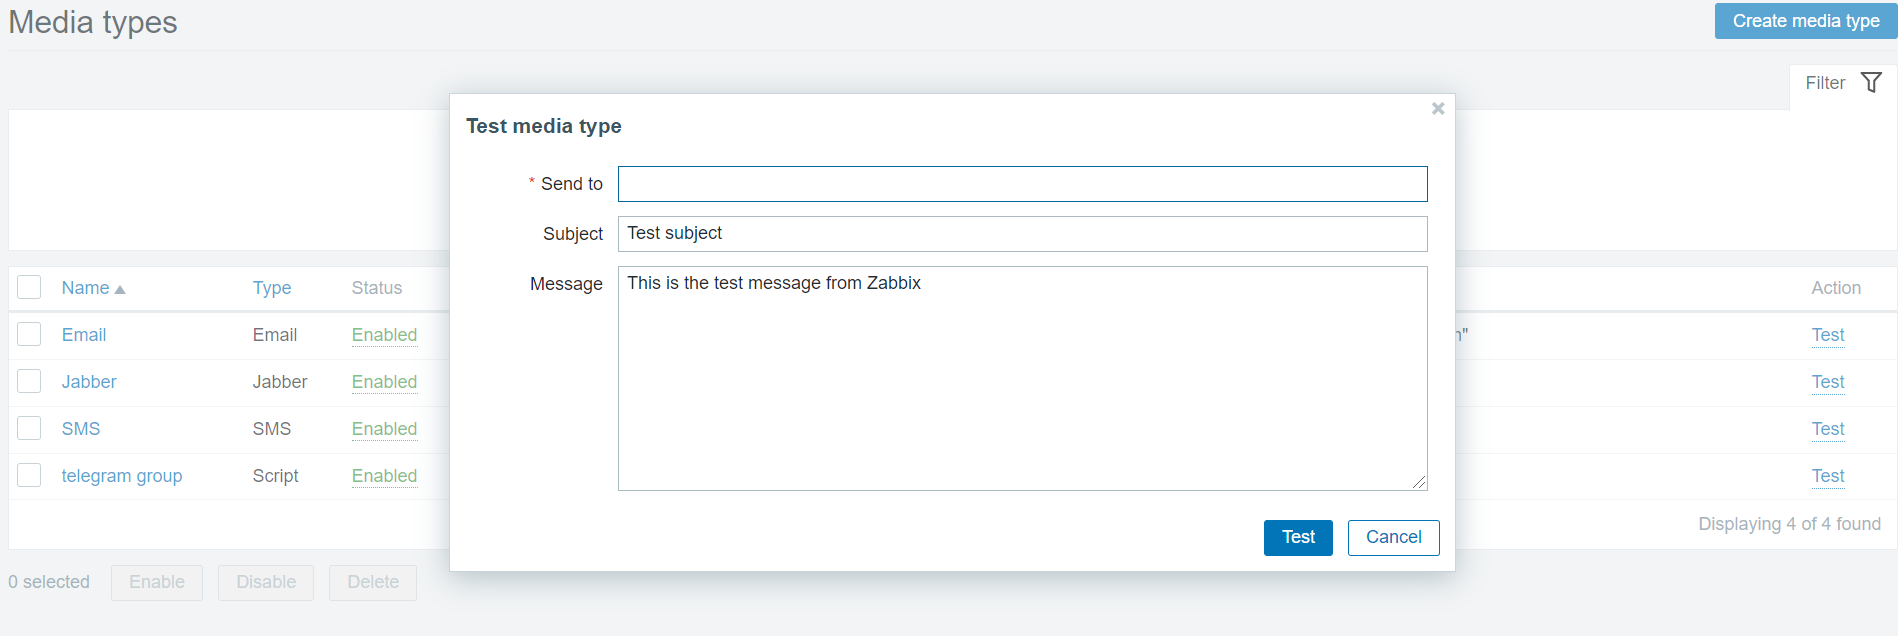 Media types
Create media type
Filter
Test media type
* Send to
Subject
Test subject
Message
This is the test message from Zabbix
Test
Cancel
Name Type Status Action
Email Email Enabled Test
Jabber Jabber Enabled Test
SMS SMS Enabled Test
telegram group Script Enabled Test
Displaying 4 of 4 found
0 selected Enable Disable Delete